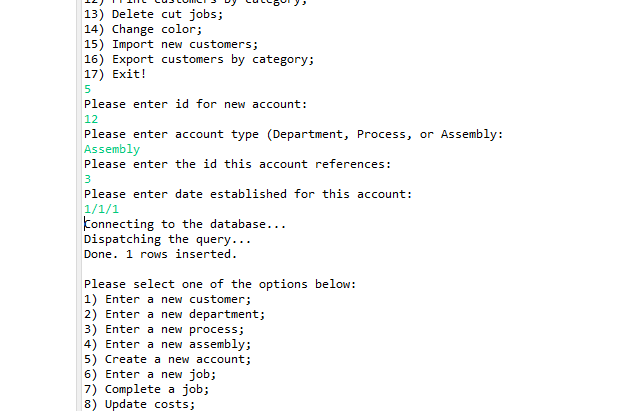 12) Print customers by category;
13) Delete cut jobs;
14) Change color;
15) Import new customers;
16) Export customers by category;
17) Exit!
5
Please enter id for new account:
12
Please enter account type (Department, Process, or Assembly:
Assembly
Please enter the id this account references:
3
Please enter date established for this account:
1/1/1
Connecting to the database...
Dispatching the query...
Done. 1 rows inserted.
Please select one of the options below:
1) Enter a new customer;
2) Enter a new department;
3) Enter a new process;
4) Enter a new assembly;
5) Create a new account;
6) Enter a new job;
7) Complete a job;
8) Update costs;